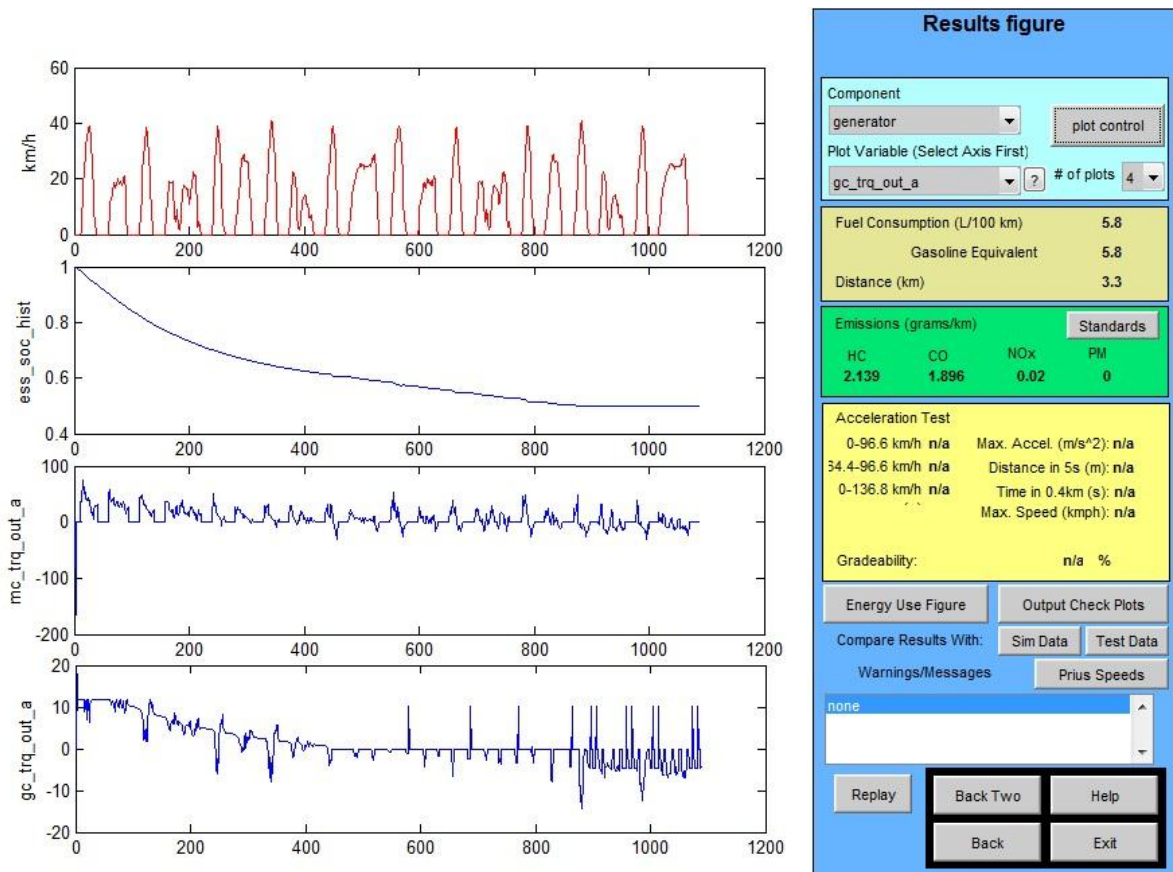 60
40
20
0
km/h
0 200 400 600 800 1000 1200
1
0.8
0.6
0.4
ess_soc_hist
0 200 400 600 800 1000 1200
100
0
-100
-200
mc_trq_out_a
0 200 400 600 800 1000 1200
20
10
0
-10
-20
gc_trq_out_a
0 200 400 600 800 1000 1200
Results figure
Component
generator
plot control
Plot Variable (Select Axis First)
gc_trq_out_a ? # of plots 4
Fuel Consumption (L/100 km) 5.8
Gasoline Equivalent 5.8
Distance (km) 3.3
Emissions (grams/km) Standards
HC CO NOx PM
2.139 1.896 0.02 0
Acceleration Test
0-96.6 km/h n/a Max. Accel. (m/s^2): n/a
64.4-96.6 km/h n/a Distance in 5s (m): n/a
0-136.8 km/h n/a Time in 0.4km (s): n/a
Max. Speed (kmph): n/a
Gradeability: n/a %
Energy Use Figure Output Check Plots
Compare Results With: Sim Data Test Data
Warnings/Messages Prius Speeds
none
Replay Back Two Help
Back Exit